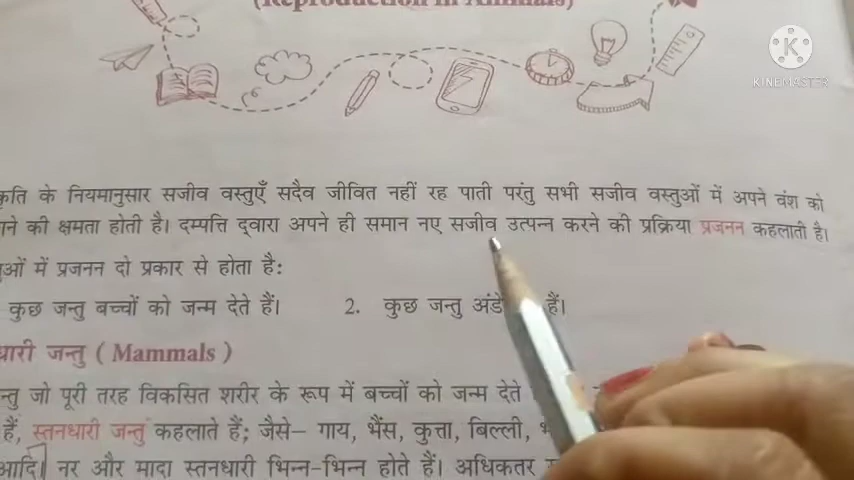 (Reproduction in Animals)
K
KINEMASTER
कृति के नियमानुसार सजीव वस्तुएँ सदैव जीवित नहीं रह पाती परंतु सभी सजीव वस्तुओं में अपने वंश को
ाने की क्षमता होती है। दम्पत्ति द्वारा अपने ही समान नए सजीव उत्पन्न करने की प्रक्रिया प्रजनन कहलाती है।
ुओं में प्रजनन दो प्रकार से होता है:
कुछ जन्तु बच्चों को जन्म देते हैं। 2. कुछ जन्तु अंडे हैं।
धारी जन्तु ( Mammals )
न्तु जो पूरी तरह विकसित शरीर के रूप में बच्चों को जन्म देते
हैं, स्तनधारी जन्तु कहलाते हैं; जैसे– गाय, भैंस, कुत्ता, बिल्ली,
आदि। नर और मादा स्तनधारी भिन्न-भिन्न होते हैं। अधिकतर